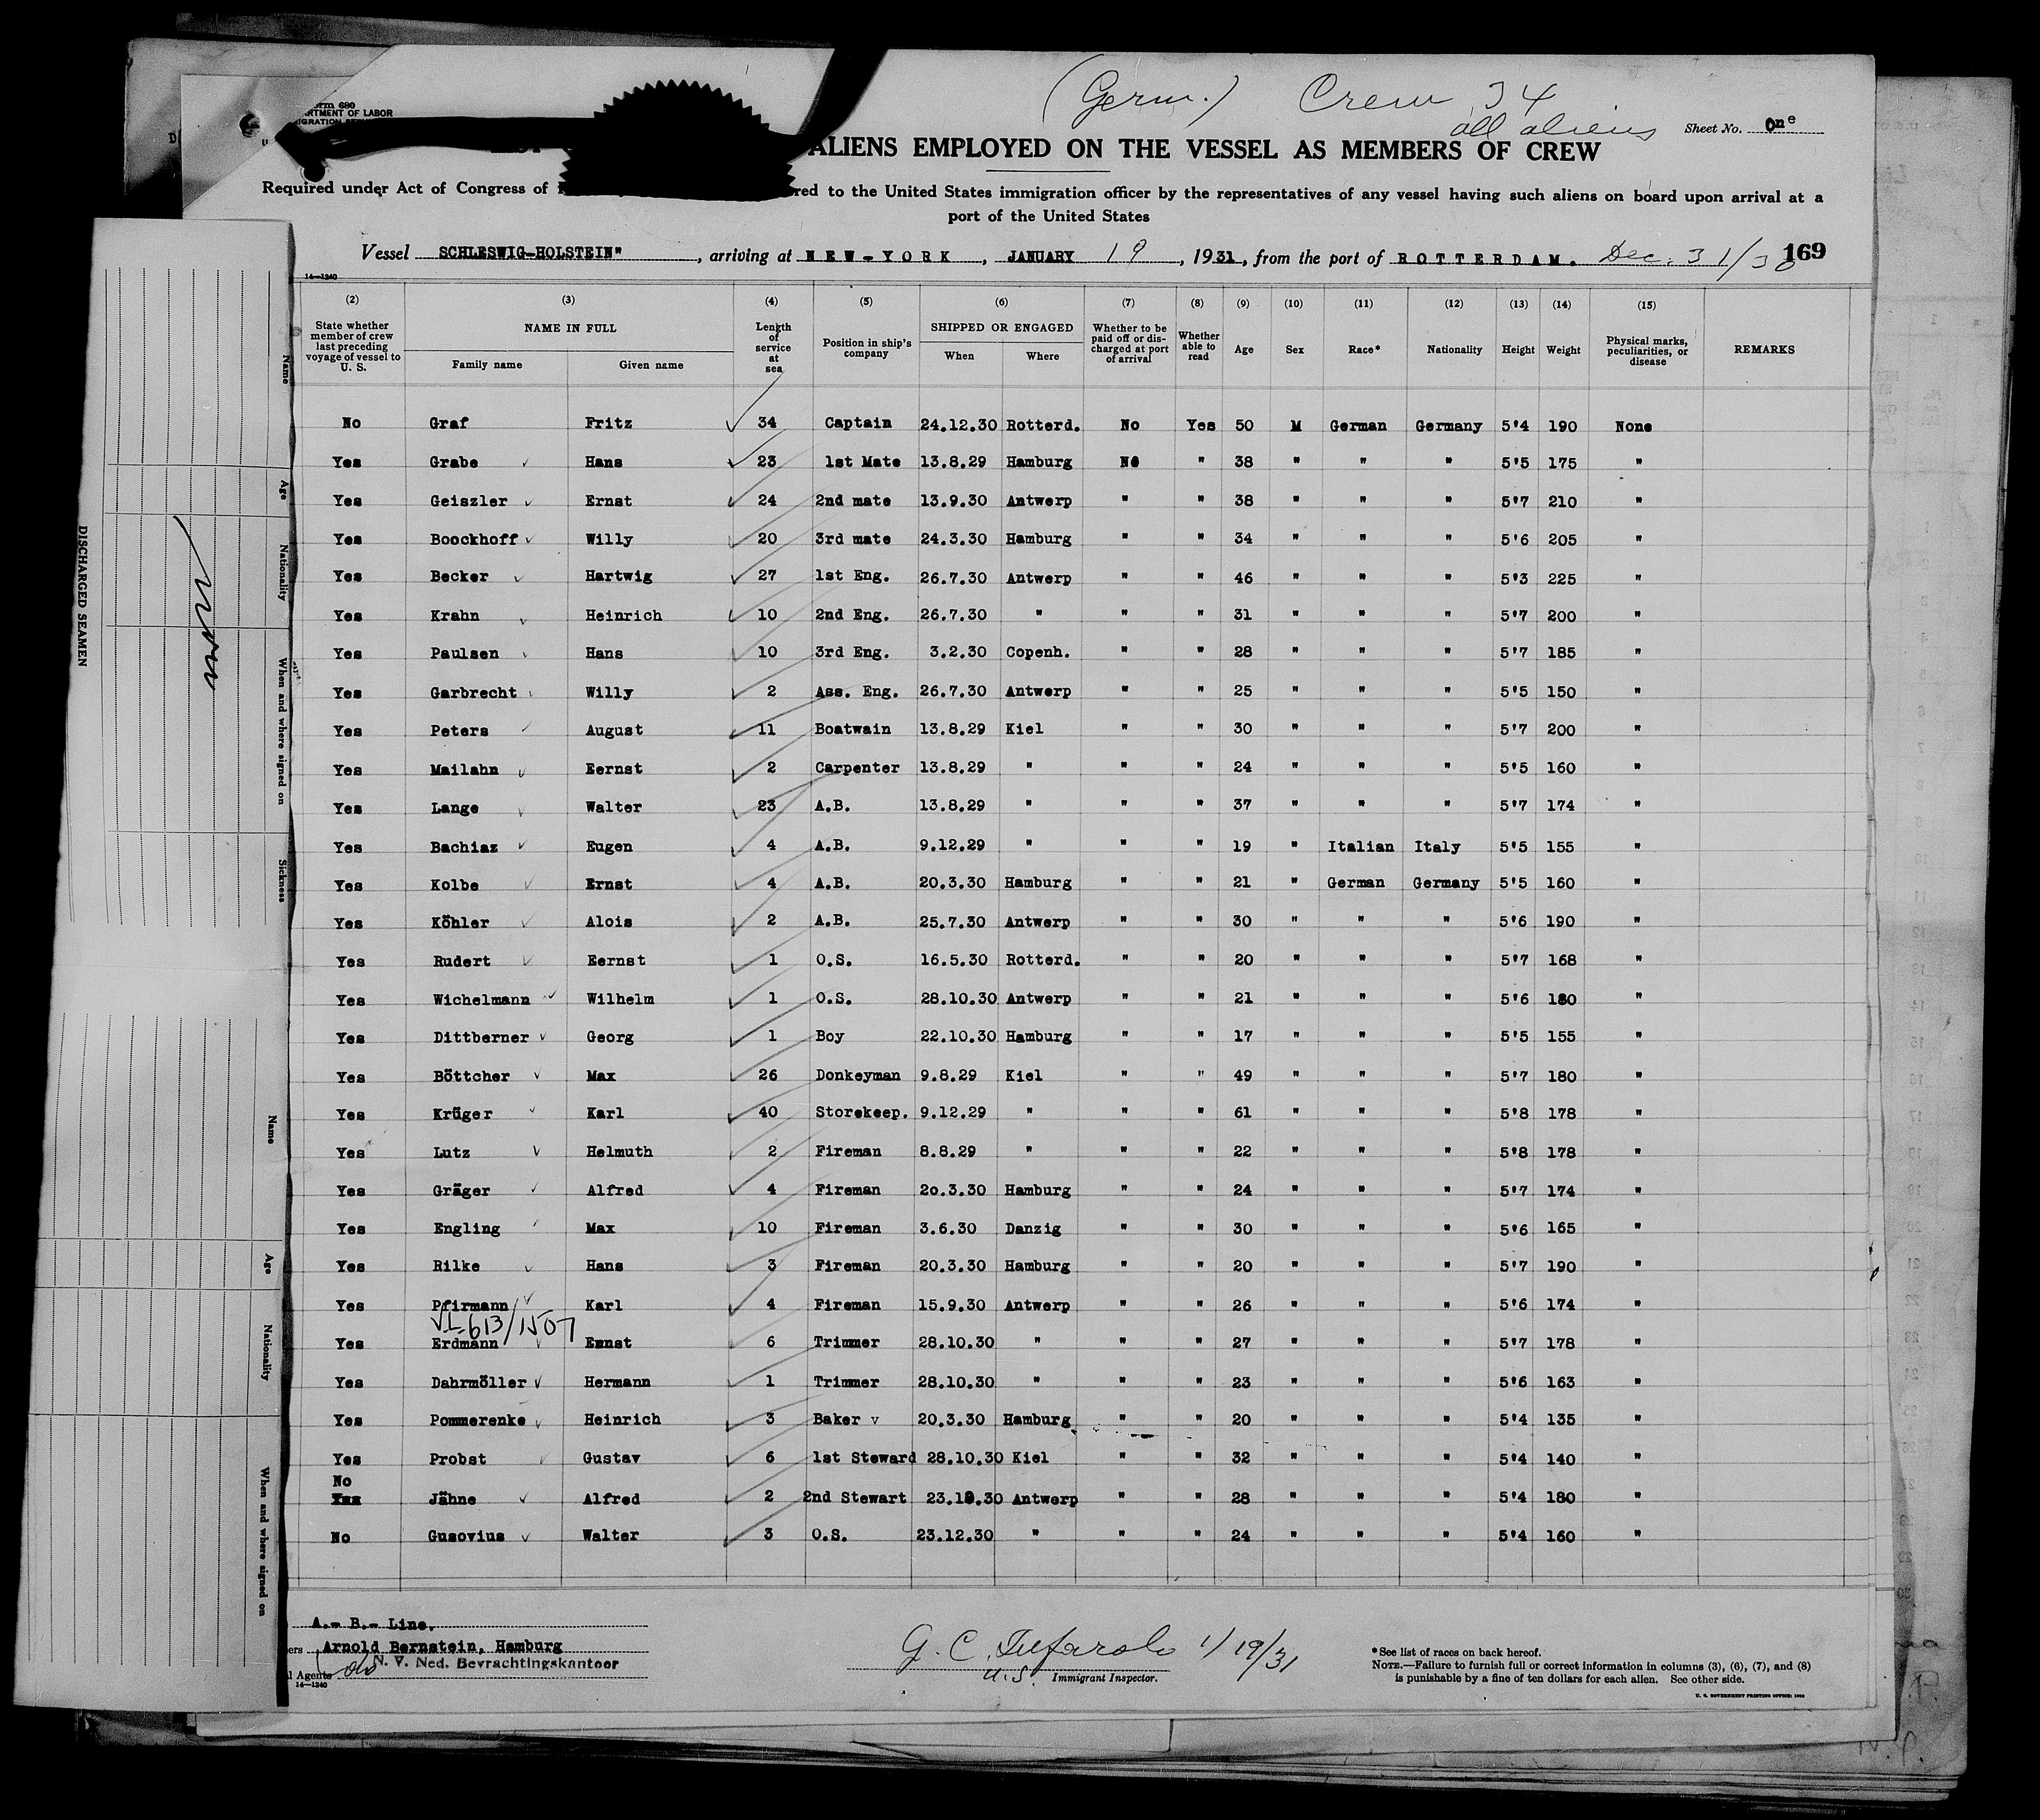 (Germ.) Crew 34
all aliens
Form 680
DEPARTMENT OF LABOR
Sheet No. One
ALIENS EMPLOYED ON THE VESSEL AS MEMBERS OF CREW
Required under Act of Congress of red to the United States immigration officer by the representatives of any vessel having such aliens on board upon arrival at a
port of the United States
Vessel SCHLESWIG-HOLSTEIN", arriving at NEW-YORK, JANUARY 19, 1931, from the port of ROTTERDAM. Dec. 31/30 169
14—1240
(2) (3) (4) (5) (6) (7) (8) (9) (10) (11) (12) (13) (14) (15)
State whether member of crew last preceding voyage of vessel to U. S. NAME IN FULL Family name Given name Length of service at sea Position in ship's company SHIPPED OR ENGAGED When Where Whether to be paid off or discharged at port of arrival Whether able to read Age Sex Race* Nationality Height Weight Physical marks, peculiarities, or disease REMARKS
No Graf Fritz 34 Captain 24.12.30 Rotterd. No Yes 50 M German Germany 5'4 190 None
Yes Grabe Hans 23 1st Mate 13.8.29 Hamburg No " 38 " " " 5'5 175 "
Yes Geiszler Ernst 24 2nd mate 13.9.30 Antwerp " " 38 " " " 5'7 210 "
Yes Boockhoff Willy 20 3rd mate 24.3.30 Hamburg " " 34 " " " 5'6 205 "
Yes Becker Hartwig 27 1st Eng. 26.7.30 Antwerp " " 46 " " " 5'3 225 "
Yes Krahn Heinrich 10 2nd Eng. 26.7.30 " " " 31 " " " 5'7 200 "
Yes Paulsen Hans 10 3rd Eng. 3.2.30 Copenh. " " 28 " " " 5'7 185 "
Yes Garbrecht Willy 2 Ass. Eng. 26.7.30 Antwerp " " 25 " " " 5'5 150 "
Yes Peters August 11 Boatwain 13.8.29 Kiel " " 30 " " " 5'7 200 "
Yes Mailahn Eernst 2 Carpenter 13.8.29 " " " 24 " " " 5'5 160 "
Yes Lange Walter 23 A.B. 13.8.29 " " " 37 " " " 5'7 174 "
Yes Bachiaz Eugen 4 A.B. 9.12.29 " " " 19 " Italian Italy 5'5 155 "
Yes Kolbe Ernst 4 A.B. 20.3.30 Hamburg " " 21 " German Germany 5'5 160 "
Yes Köhler Alois 2 A.B. 25.7.30 Antwerp " " 30 " " " 5'6 190 "
Yes Rudert Eernst 1 O.S. 16.5.30 Rotterd. " " 20 " " " 5'7 168 "
Yes Wichelmann Wilhelm 1 O.S. 28.10.30 Antwerp " " 21 " " " 5'6 180 "
Yes Dittberner Georg 1 Boy 22.10.30 Hamburg " " 17 " " " 5'5 155 "
Yes Böttcher Max 26 Donkeyman 9.8.29 Kiel " " 49 " " " 5'7 180 "
Yes Krüger Karl 40 Storekeep. 9.12.29 " " " 61 " " " 5'8 178 "
Yes Lutz Helmuth 2 Fireman 8.8.29 " " " 22 " " " 5'8 178 "
Yes Gräger Alfred 4 Fireman 20.3.30 Hamburg " " 24 " " " 5'7 174 "
Yes Engling Max 10 Fireman 3.6.30 Danzig " " 30 " " " 5'6 165 "
Yes Rilke Hans 3 Fireman 20.3.30 Hamburg " " 20 " " " 5'7 190 "
Yes Pfirmann Karl 4 Fireman 15.9.30 Antwerp " " 26 " " " 5'6 174 "
VL-613/1507
Yes Erdmann Ennst 6 Trimmer 28.10.30 " " " 27 " " " 5'7 178 "
Yes Dahrmöller Hermann 1 Trimmer 28.10.30 " " " 23 " " " 5'6 163 "
Yes Pommerenke Heinrich 3 Baker v 20.3.30 Hamburg " " 20 " " " 5'4 135 "
Yes Probst Gustav 6 1st Steward 28.10.30 Kiel " " 32 " " " 5'4 140 "
No
Yes Jähne Alfred 2 2nd Stewart 23.10.30 Antwerp " " 28 " " " 5'4 180 "
No Gusovius Walter 3 O.S. 23.12.30 " " " 24 " " " 5'4 160 "
A.- B.- Line.
Arnold Bernstein, Hamburg
Agents N. V. Ned. Bevrachtingskantoor
14—1240
G. C. 1/19/31
U.S. Immigrant Inspector.
*See list of races on back hereof.
NOTE.—Failure to furnish full or correct information in columns (3), (6), (7), and (8)
is punishable by a fine of ten dollars for each alien. See other side.
U. S. GOVERNMENT PRINTING OFFICE
DISCHARGED SEAMEN
Name
Age
Nationality
When and where signed on
Sickness
Name
Age
Nationality
When and where signed on